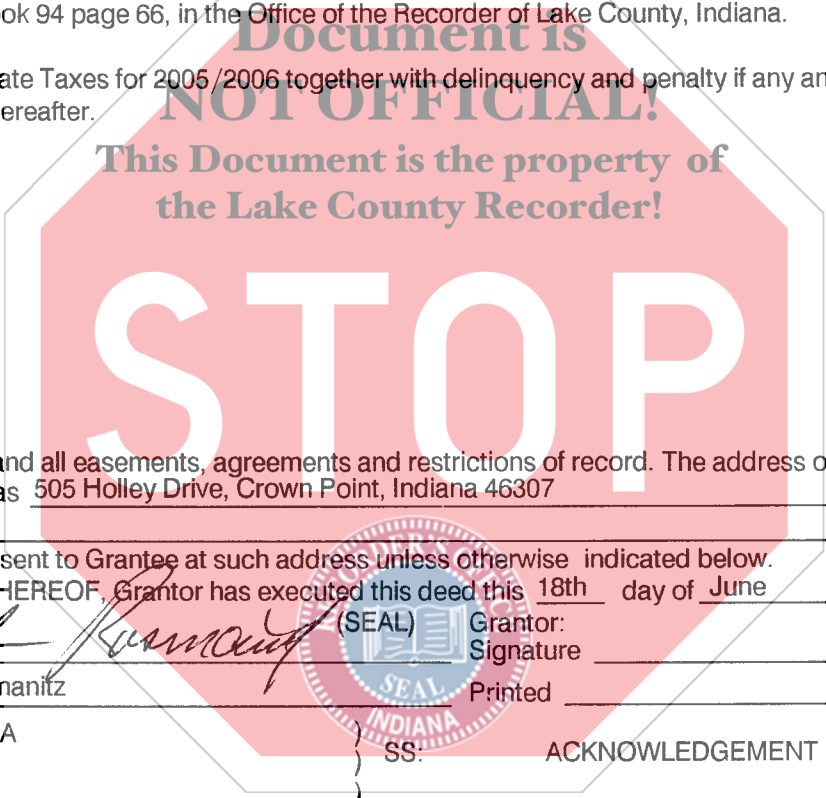 ok 94 page 66, in the Office of the Recorder of Lake County, Indiana.
Document is
ate Taxes for 2005/2006 together with delinquency and penalty if any an
NOT OFFICIAL!
ereafter.
This Document is the property of
the Lake County Recorder!
STOP
and all easements, agreements and restrictions of record. The address o
as 505 Holley Drive, Crown Point, Indiana 46307
sent to Grantee at such address unless otherwise indicated below.
HEREOF, Grantor has executed this deed this 18th day of June
(SEAL) Grantor:
Signature
manitz Printed
A
SS: ACKNOWLEDGEMENT
RECORDER'S OFFICE
SEAL
INDIANA